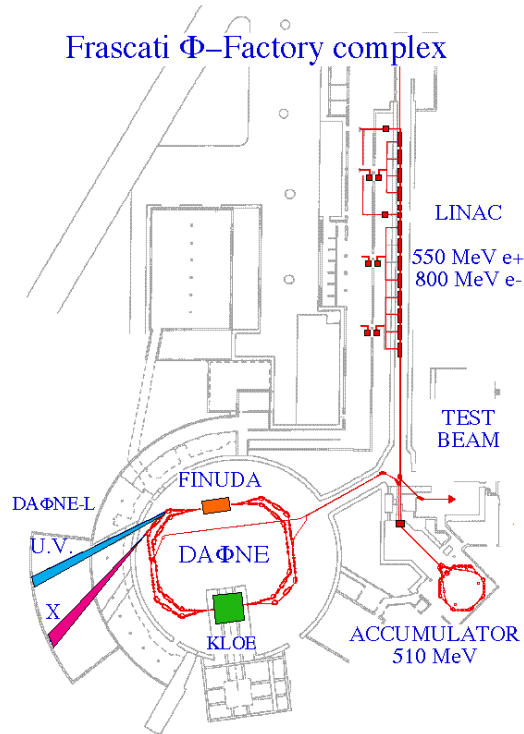 Frascati Φ–Factory complex
LINAC
550 MeV e+
800 MeV e-
TEST
BEAM
FINUDA
DAΦNE-L
U.V.
DAΦNE
X
KLOE
ACCUMULATOR
510 MeV